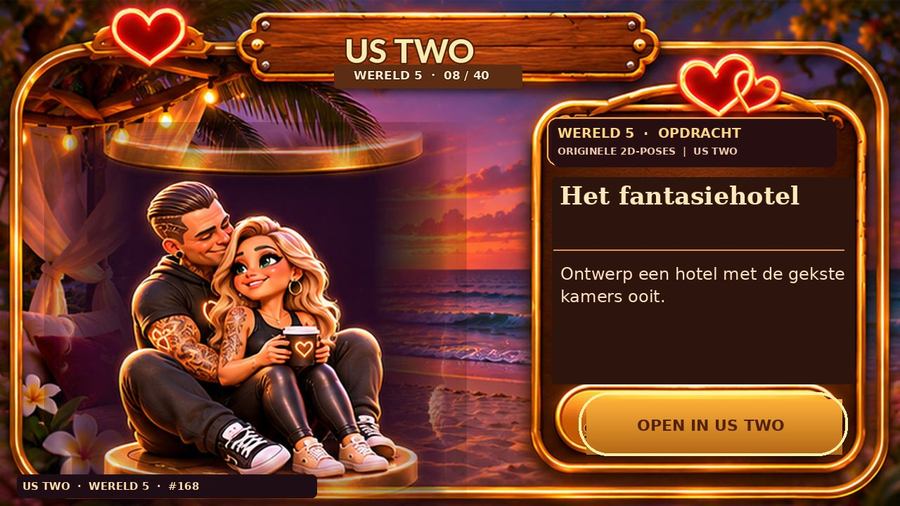 US TWO
WERELD 5 · 08 / 40
WERELD 5 · OPDRACHT
ORIGINELE 2D-POSES | US TWO
Het fantasiehotel
Ontwerp een hotel met de gekste
kamers ooit.
OPEN IN US TWO
US TWO · WERELD 5 · #168